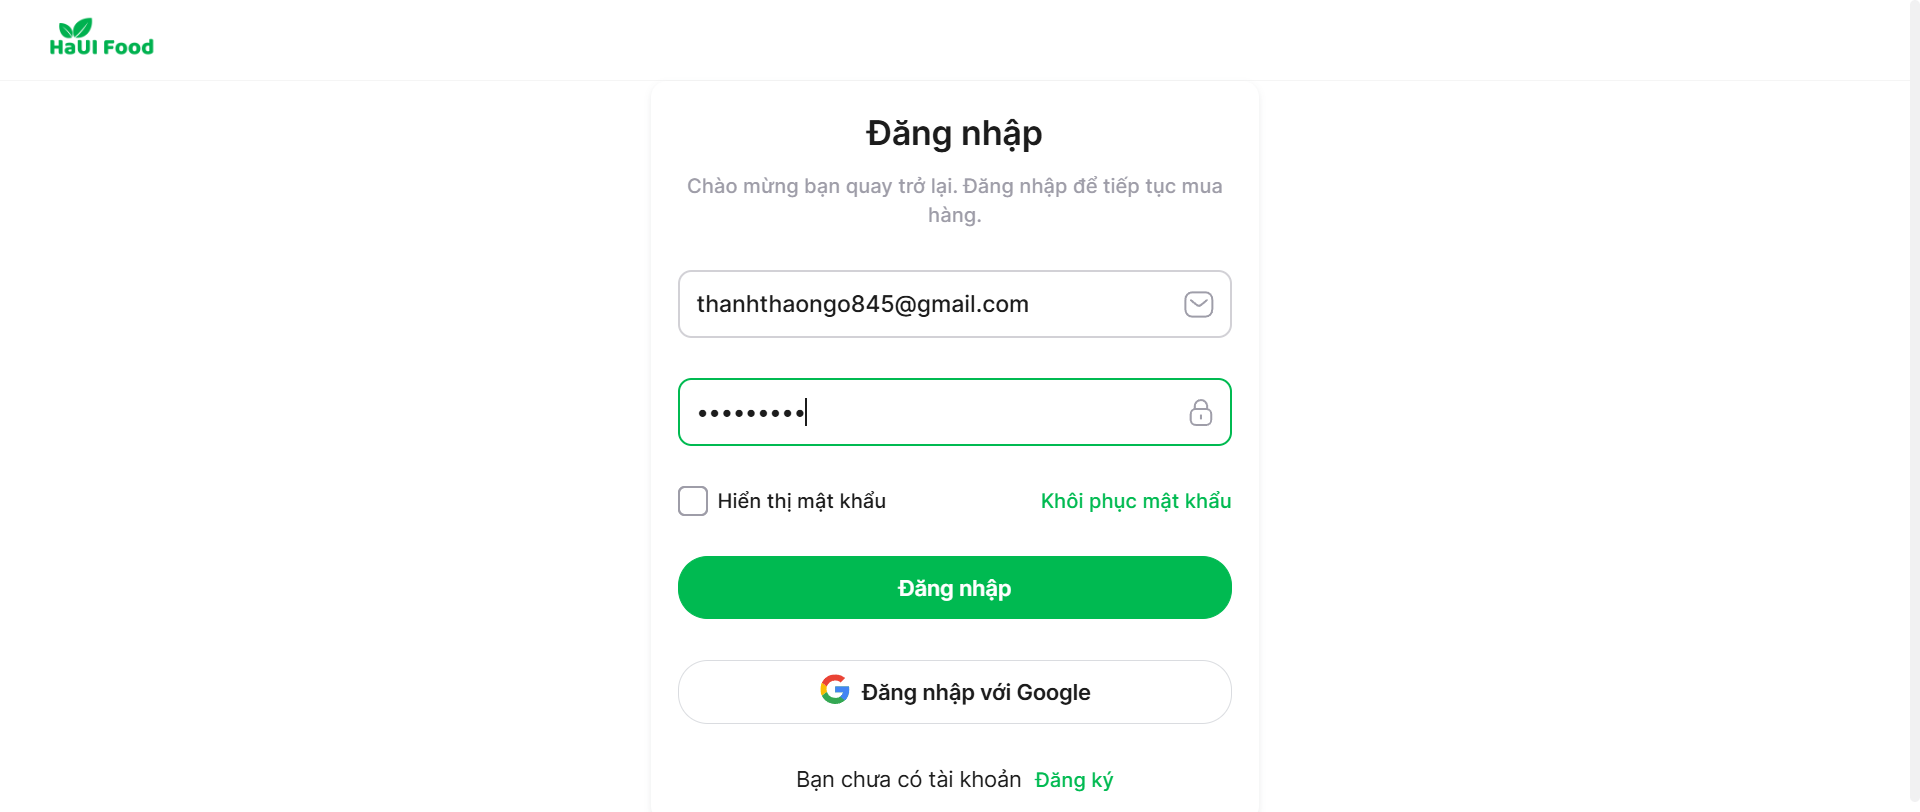 HaUI Food
Đăng nhập
Chào mừng bạn quay trở lại. Đăng nhập để tiếp tục mua
hàng.
thanhthaongo845@gmail.com
•••••••••
Hiển thị mật khẩu
Khôi phục mật khẩu
Đăng nhập
Đăng nhập với Google
Bạn chưa có tài khoản Đăng ký